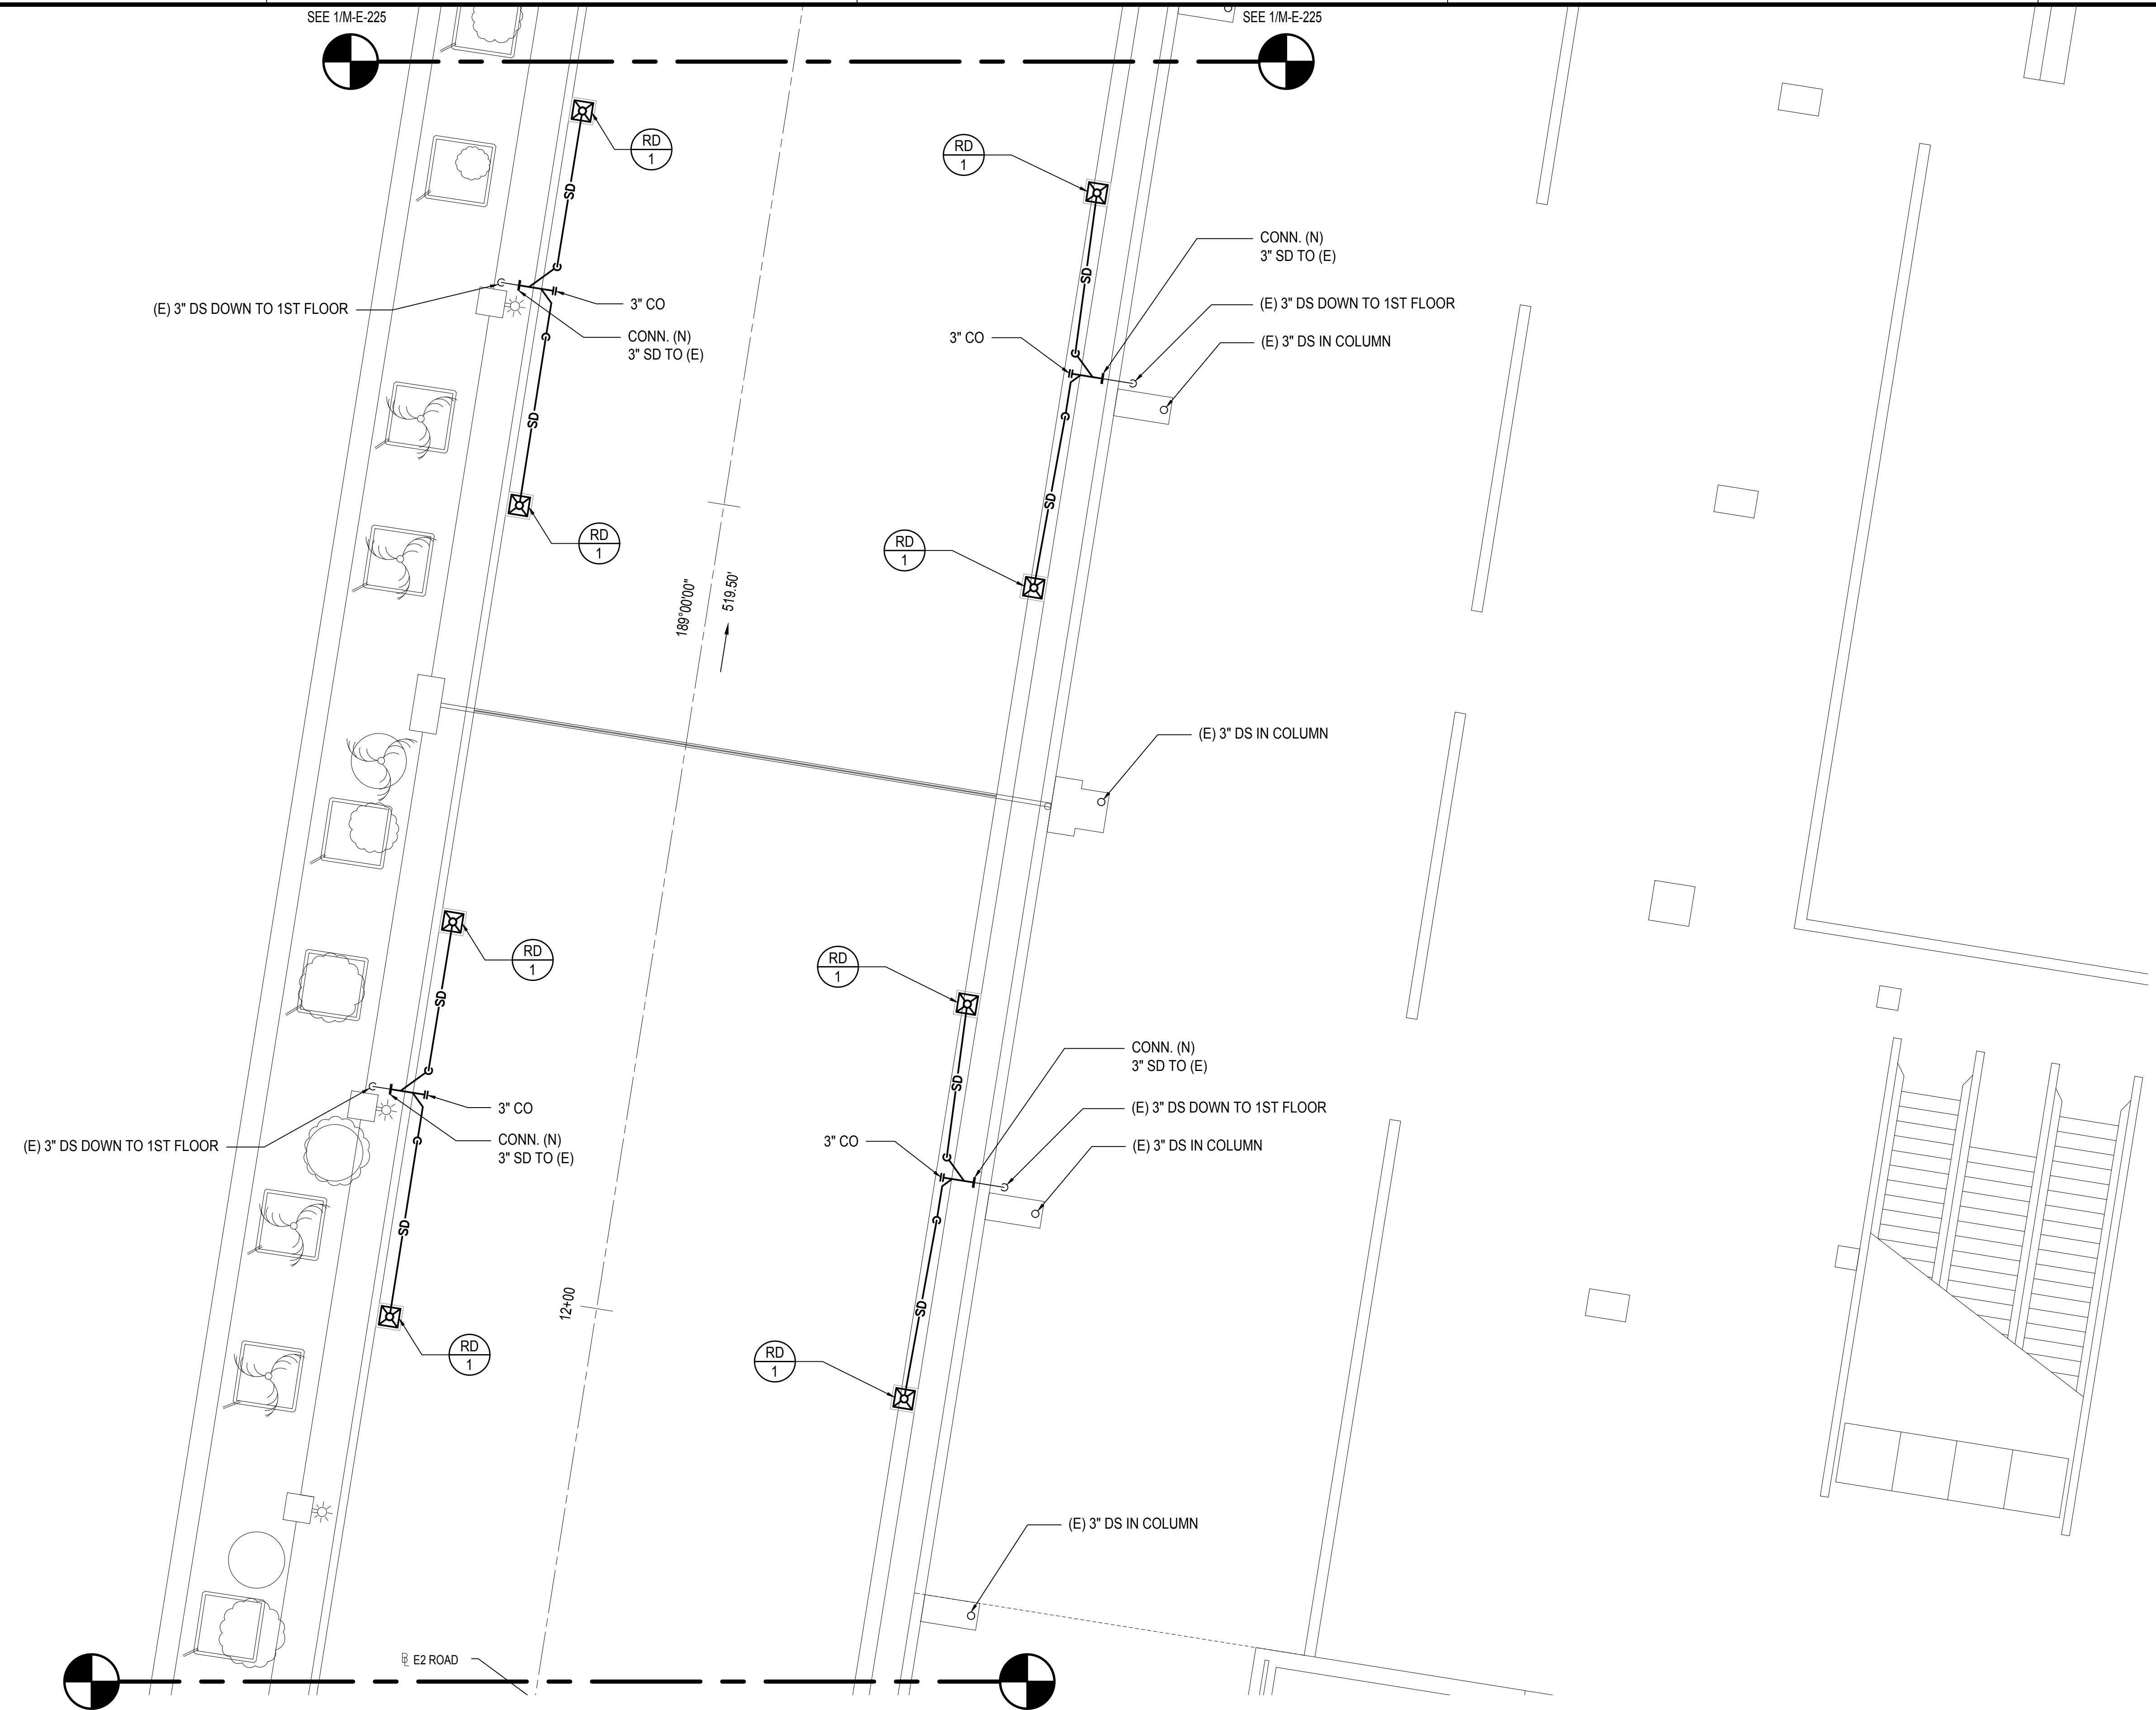 SEE 1/M-E-225
SEE 1/M-E-225
RD
1
RD
1
SD
SD
CONN. (N)
3" SD TO (E)
(E) 3" DS DOWN TO 1ST FLOOR
3" CO
(E) 3" DS DOWN TO 1ST FLOOR
CONN. (N)
3" SD TO (E)
3" CO
(E) 3" DS IN COLUMN
SD
SD
RD
1
RD
1
189°00'00"
519.50'
(E) 3" DS IN COLUMN
RD
1
RD
1
SD
SD
CONN. (N)
3" SD TO (E)
3" CO
(E) 3" DS DOWN TO 1ST FLOOR
(E) 3" DS DOWN TO 1ST FLOOR
CONN. (N)
3" SD TO (E)
3" CO
(E) 3" DS IN COLUMN
SD
SD
12+00
RD
1
RD
1
(E) 3" DS IN COLUMN
BL E2 ROAD